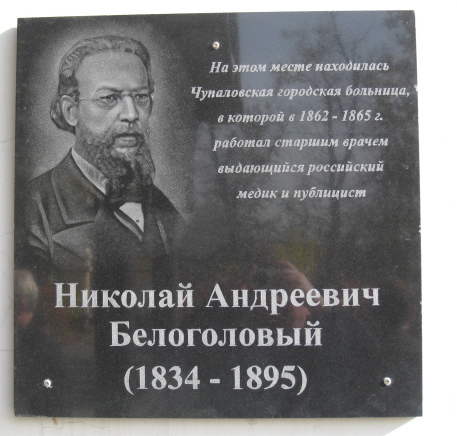 На этом месте находилась
Чупаловская городская больница,
в которой в 1862 - 1865 г.
работал старшим врачем
выдающийся российский
медик и публицист
Николай Андреевич
Белоголовый
(1834 - 1895)